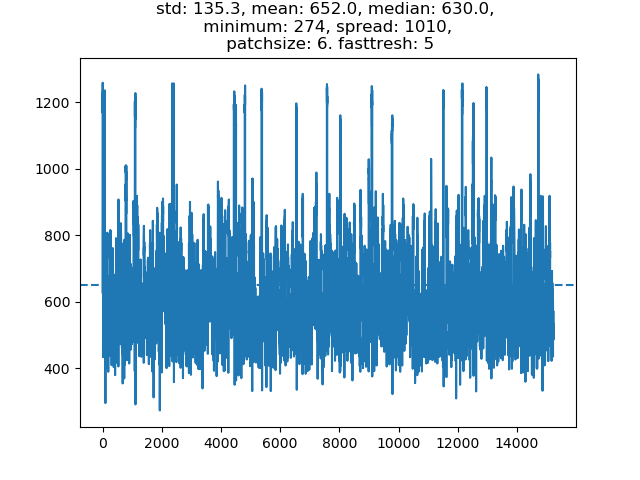 std: 135.3, mean: 652.0, median: 630.0,
minimum: 274, spread: 1010,
patchsize: 6. fasttresh: 5
1200
1000
800
600
400
0 2000 4000 6000 8000 10000 12000 14000